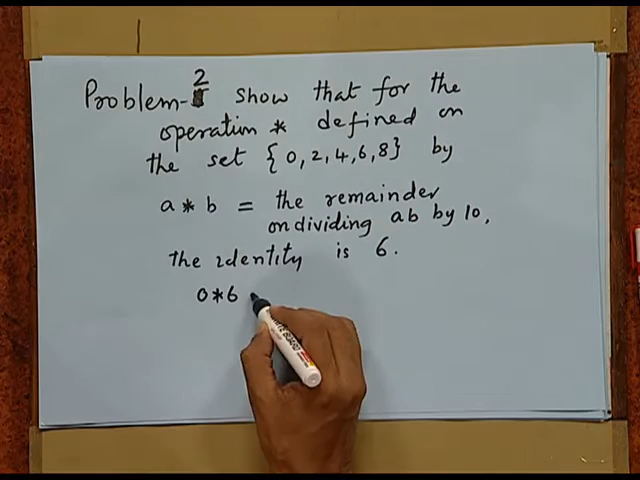 Problem-2 show that for the
operation * defined on
the set {0, 2, 4, 6, 8} by
a * b = the remainder
on dividing ab by 10,
the identity is 6.
0*6